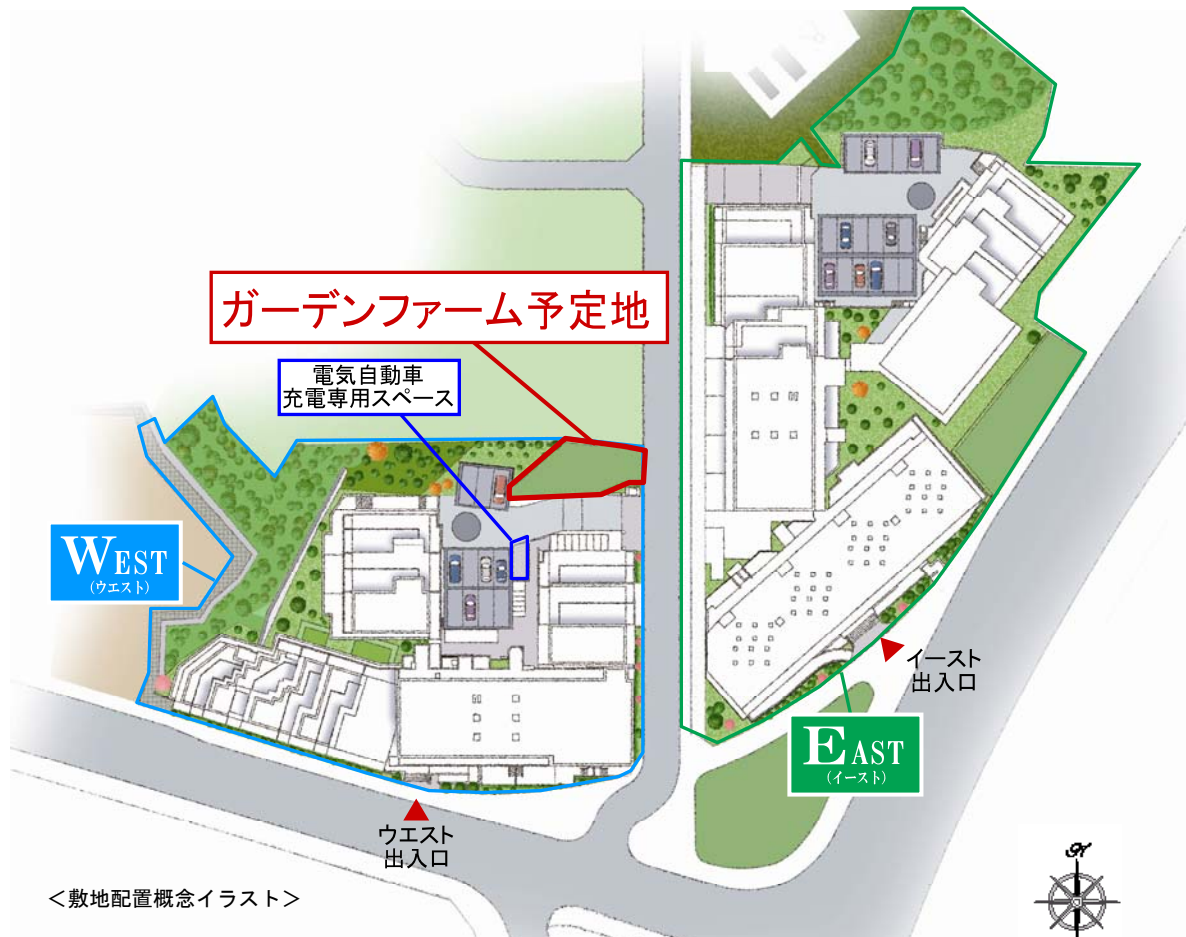 ガーデンファーム予定地
電気自動車
充電専用スペース
WEST
(ウエスト)
イースト
出入口
EAST
(イースト)
ウエスト
出入口
＜敷地配置概念イラスト＞
N